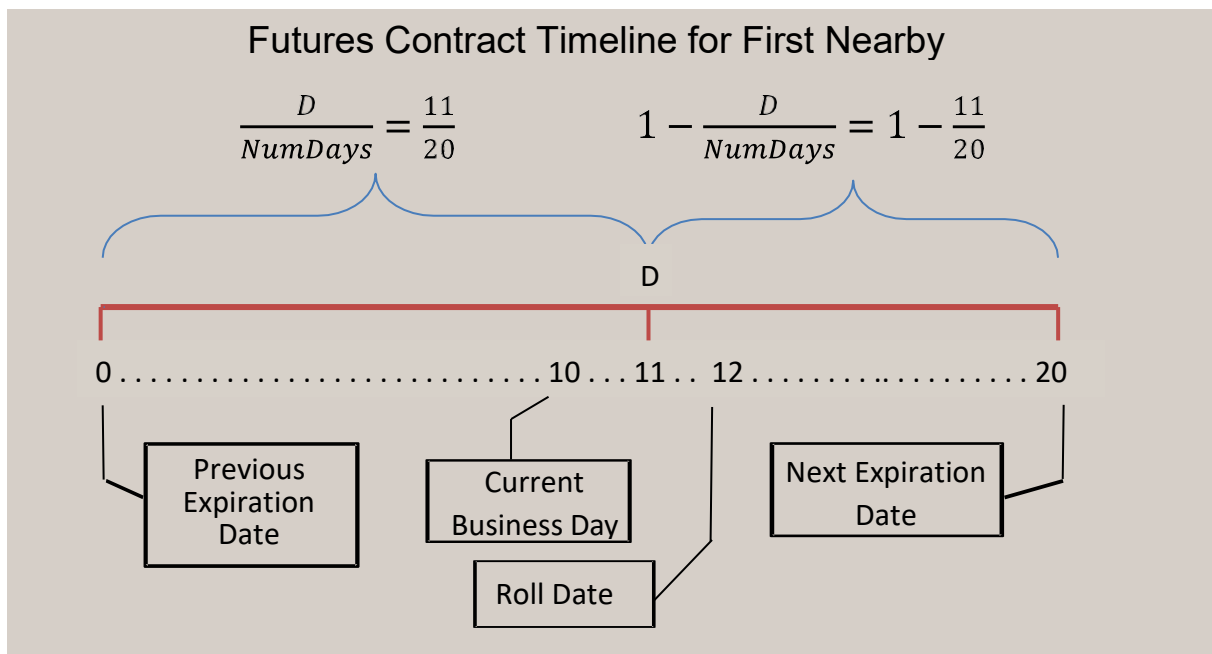 Futures Contract Timeline for First Nearby
D/NumDays = 11/20
1 − D/NumDays = 1 − 11/20
D
0 . . . . . . . . . . . . . . . . . . . . . . . . . . . . 10 . . . 11 . . 12 . . . . . . . . .. . . . . . . . . . . 20
Previous
Expiration
Date
Current
Business Day
Next Expiration
Date
Roll Date